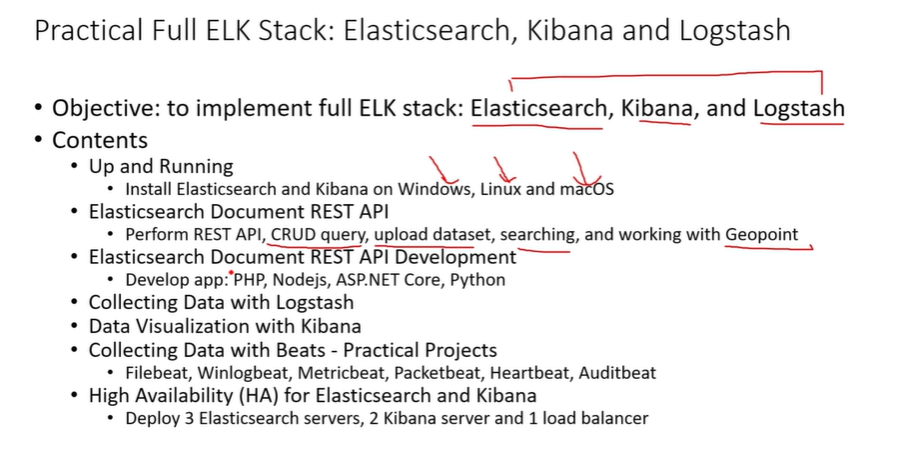 Practical Full ELK Stack: Elasticsearch, Kibana and Logstash
• Objective: to implement full ELK stack: Elasticsearch, Kibana, and Logstash
• Contents
• Up and Running
• Install Elasticsearch and Kibana on Windows, Linux and macOS
• Elasticsearch Document REST API
• Perform REST API, CRUD query, upload dataset, searching, and working with Geopoint
• Elasticsearch Document REST API Development
• Develop app: PHP, Nodejs, ASP.NET Core, Python
• Collecting Data with Logstash
• Data Visualization with Kibana
• Collecting Data with Beats - Practical Projects
• Filebeat, Winlogbeat, Metricbeat, Packetbeat, Heartbeat, Auditbeat
• High Availability (HA) for Elasticsearch and Kibana
• Deploy 3 Elasticsearch servers, 2 Kibana server and 1 load balancer